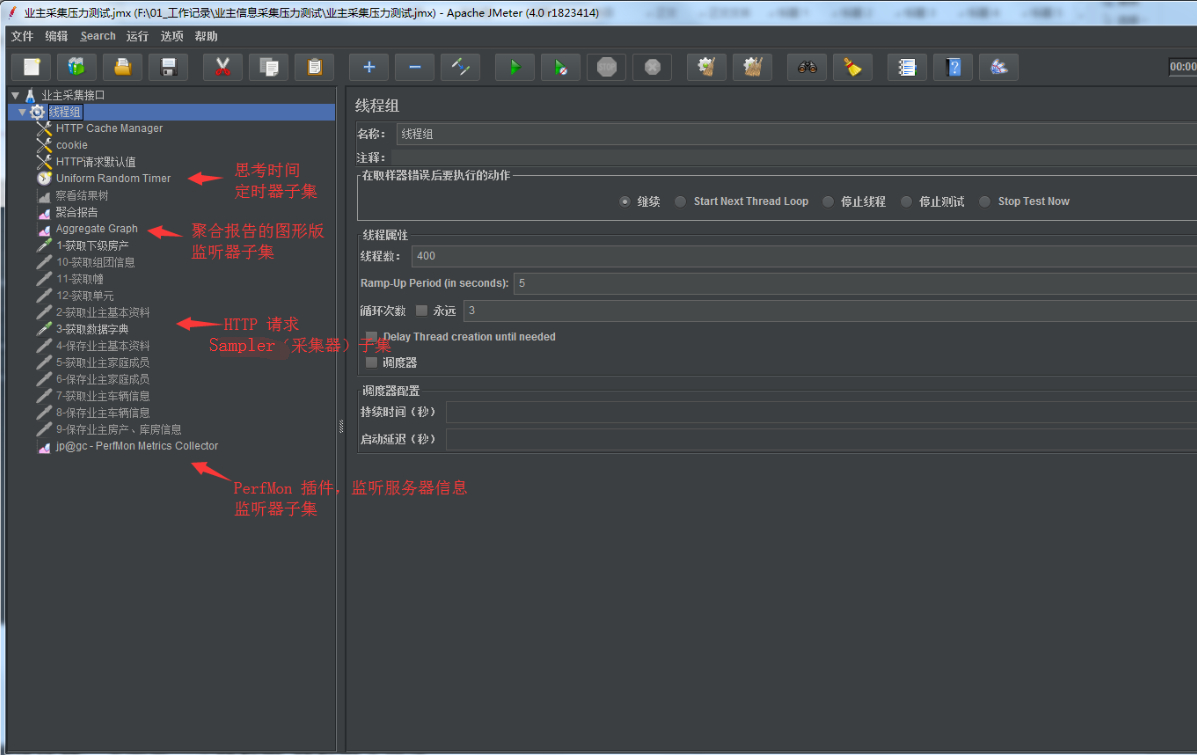 业主采集压力测试.jmx (F:\01_工作记录\业主信息采集压力测试\业主采集压力测试.jmx) - Apache JMeter (4.0 r1823414)
文件 编辑 Search 运行 选项 帮助
00:00
业主采集接口
线程组
HTTP Cache Manager
cookie
HTTP请求默认值
Uniform Random Timer
察看结果树
聚合报告
Aggregate Graph
1-获取下级房产
10-获取组团信息
11-获取幢
12-获取单元
2-获取业主基本资料
3-获取数据字典
4-保存业主基本资料
5-获取业主家庭成员
6-保存业主家庭成员
7-获取业主车辆信息
8-保存业主车辆信息
9-保存业主房产、库房信息
jp@gc - PerfMon Metrics Collector
思考时间
定时器子集
聚合报告的图形版
监听器子集
HTTP 请求
Sampler（采集器）子集
PerfMon 插件，监听服务器信息
监听器子集
线程组
名称： 线程组
注释：
在取样器错误后要执行的动作
继续 Start Next Thread Loop 停止线程 停止测试 Stop Test Now
线程属性
线程数： 400
Ramp-Up Period (in seconds): 5
循环次数 永远 3
Delay Thread creation until needed
调度器
调度器配置
持续时间（秒）
启动延迟（秒）